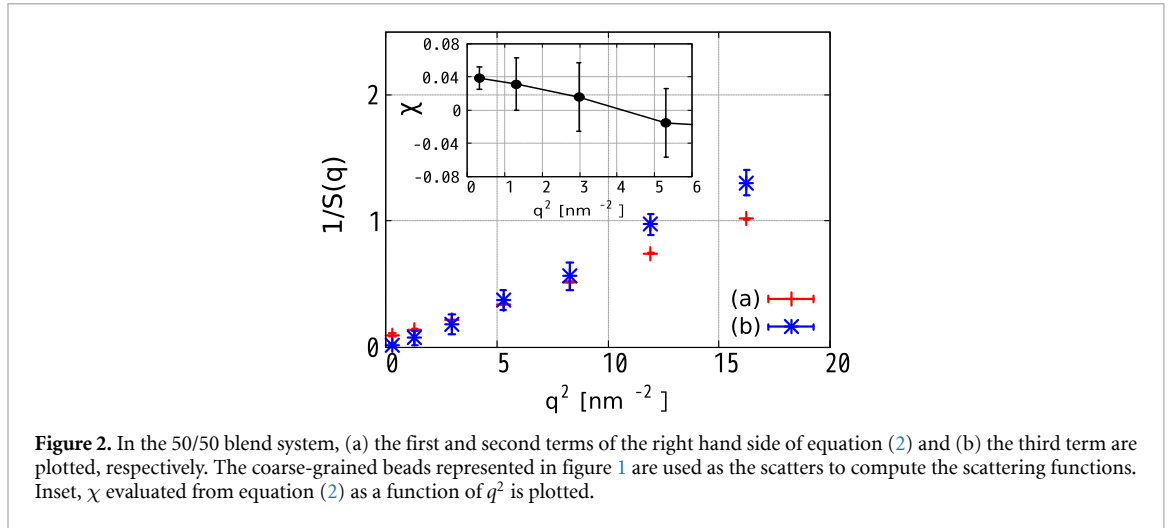 0.08
0.04
0
-0.04
-0.08
χ
0 1 2 3 4 5 6
q² [nm ⁻² ]
2
1
0
1/S(q)
(a)
(b)
0 5 10 15 20
q² [nm ⁻² ]
Figure 2. In the 50/50 blend system, (a) the first and second terms of the right hand side of equation (2) and (b) the third term are
plotted, respectively. The coarse-grained beads represented in figure 1 are used as the scatters to compute the scattering functions.
Inset, χ evaluated from equation (2) as a function of q² is plotted.